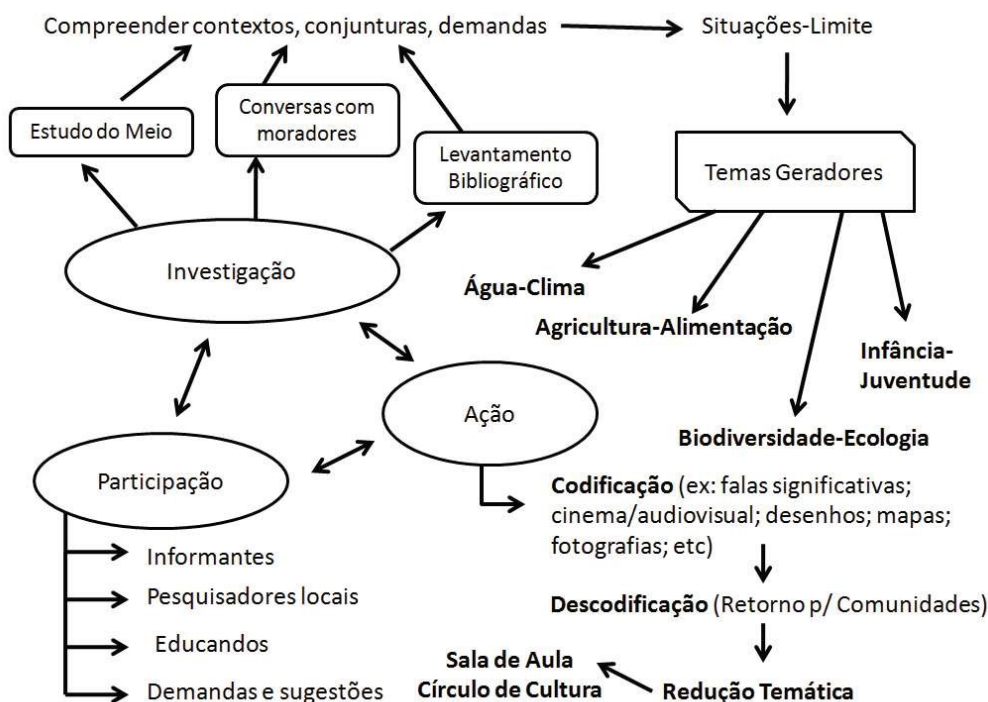 Compreender contextos, conjunturas, demandas
Situações-Limite
Estudo do Meio
Conversas com
moradores
Levantamento
Bibliográfico
Temas Geradores
Investigação
Água-Clima
Agricultura-Alimentação
Infância-
Juventude
Biodiversidade-Ecologia
Ação
Participação
Codificação (ex: falas significativas;
cinema/audiovisual; desenhos; mapas;
fotografias; etc)
Informantes
Pesquisadores locais
Educandos
Demandas e sugestões
Descodificação (Retorno p/ Comunidades)
Redução Temática
Sala de Aula
Círculo de Cultura